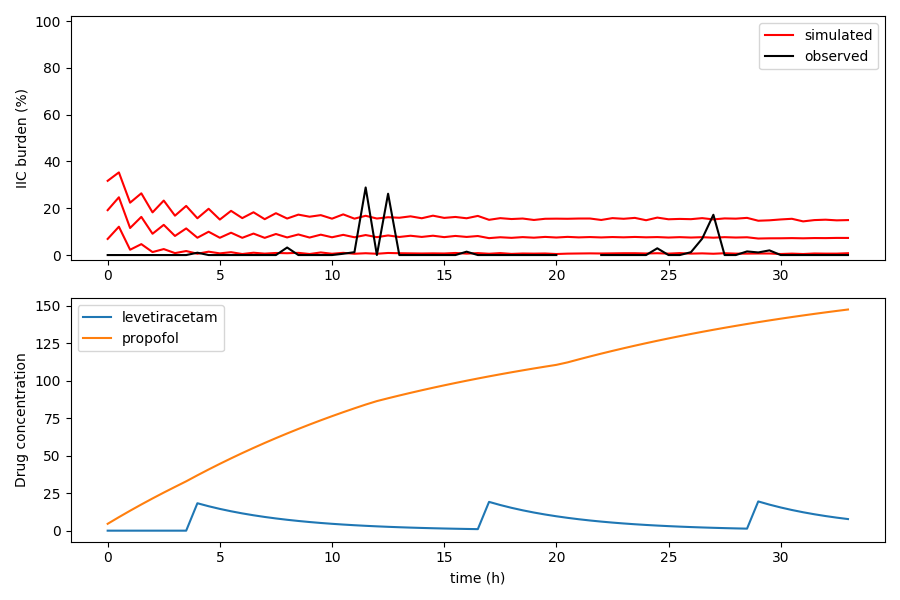 100
80
60
40
20
0
IIC burden (%)
simulated
observed
0 5 10 15 20 25 30
150
125
100
75
50
25
0
Drug concentration
levetiracetam
propofol
0 5 10 15 20 25 30
time (h)